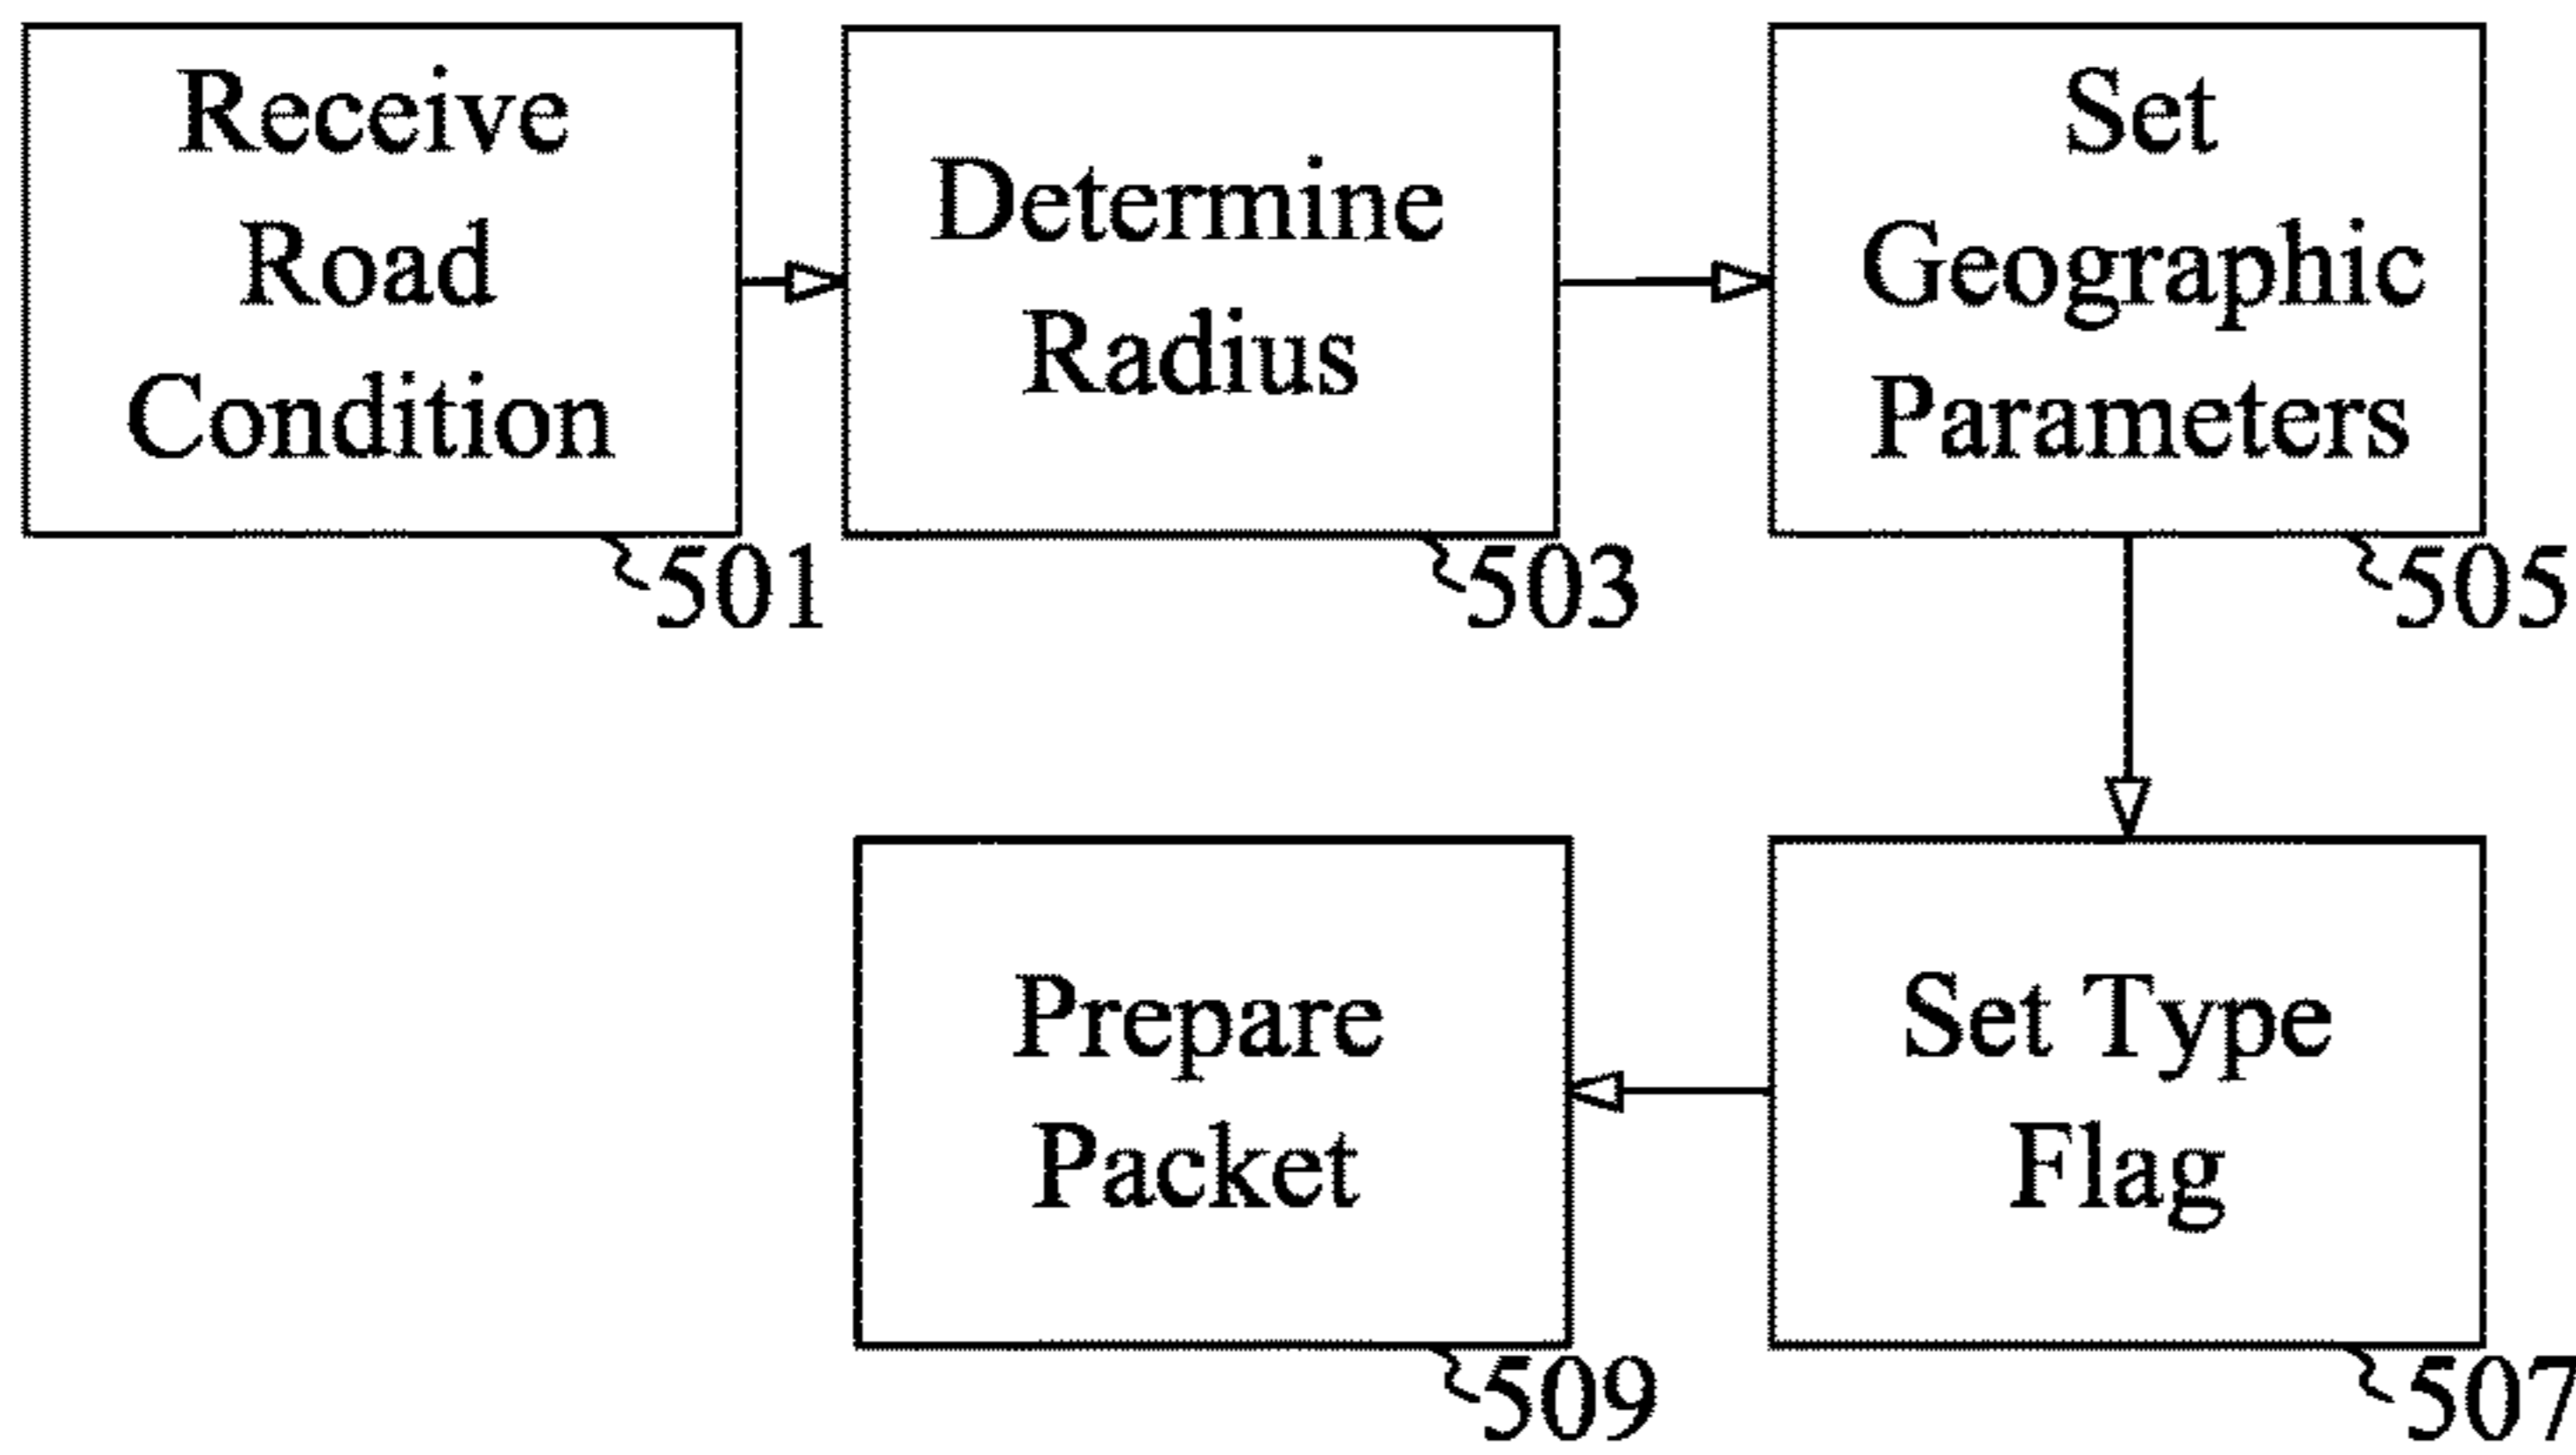 Receive
Road
Condition
501
Determine
Radius
503
Set
Geographic
Parameters
505
Set Type
Flag
507
Prepare
Packet
509